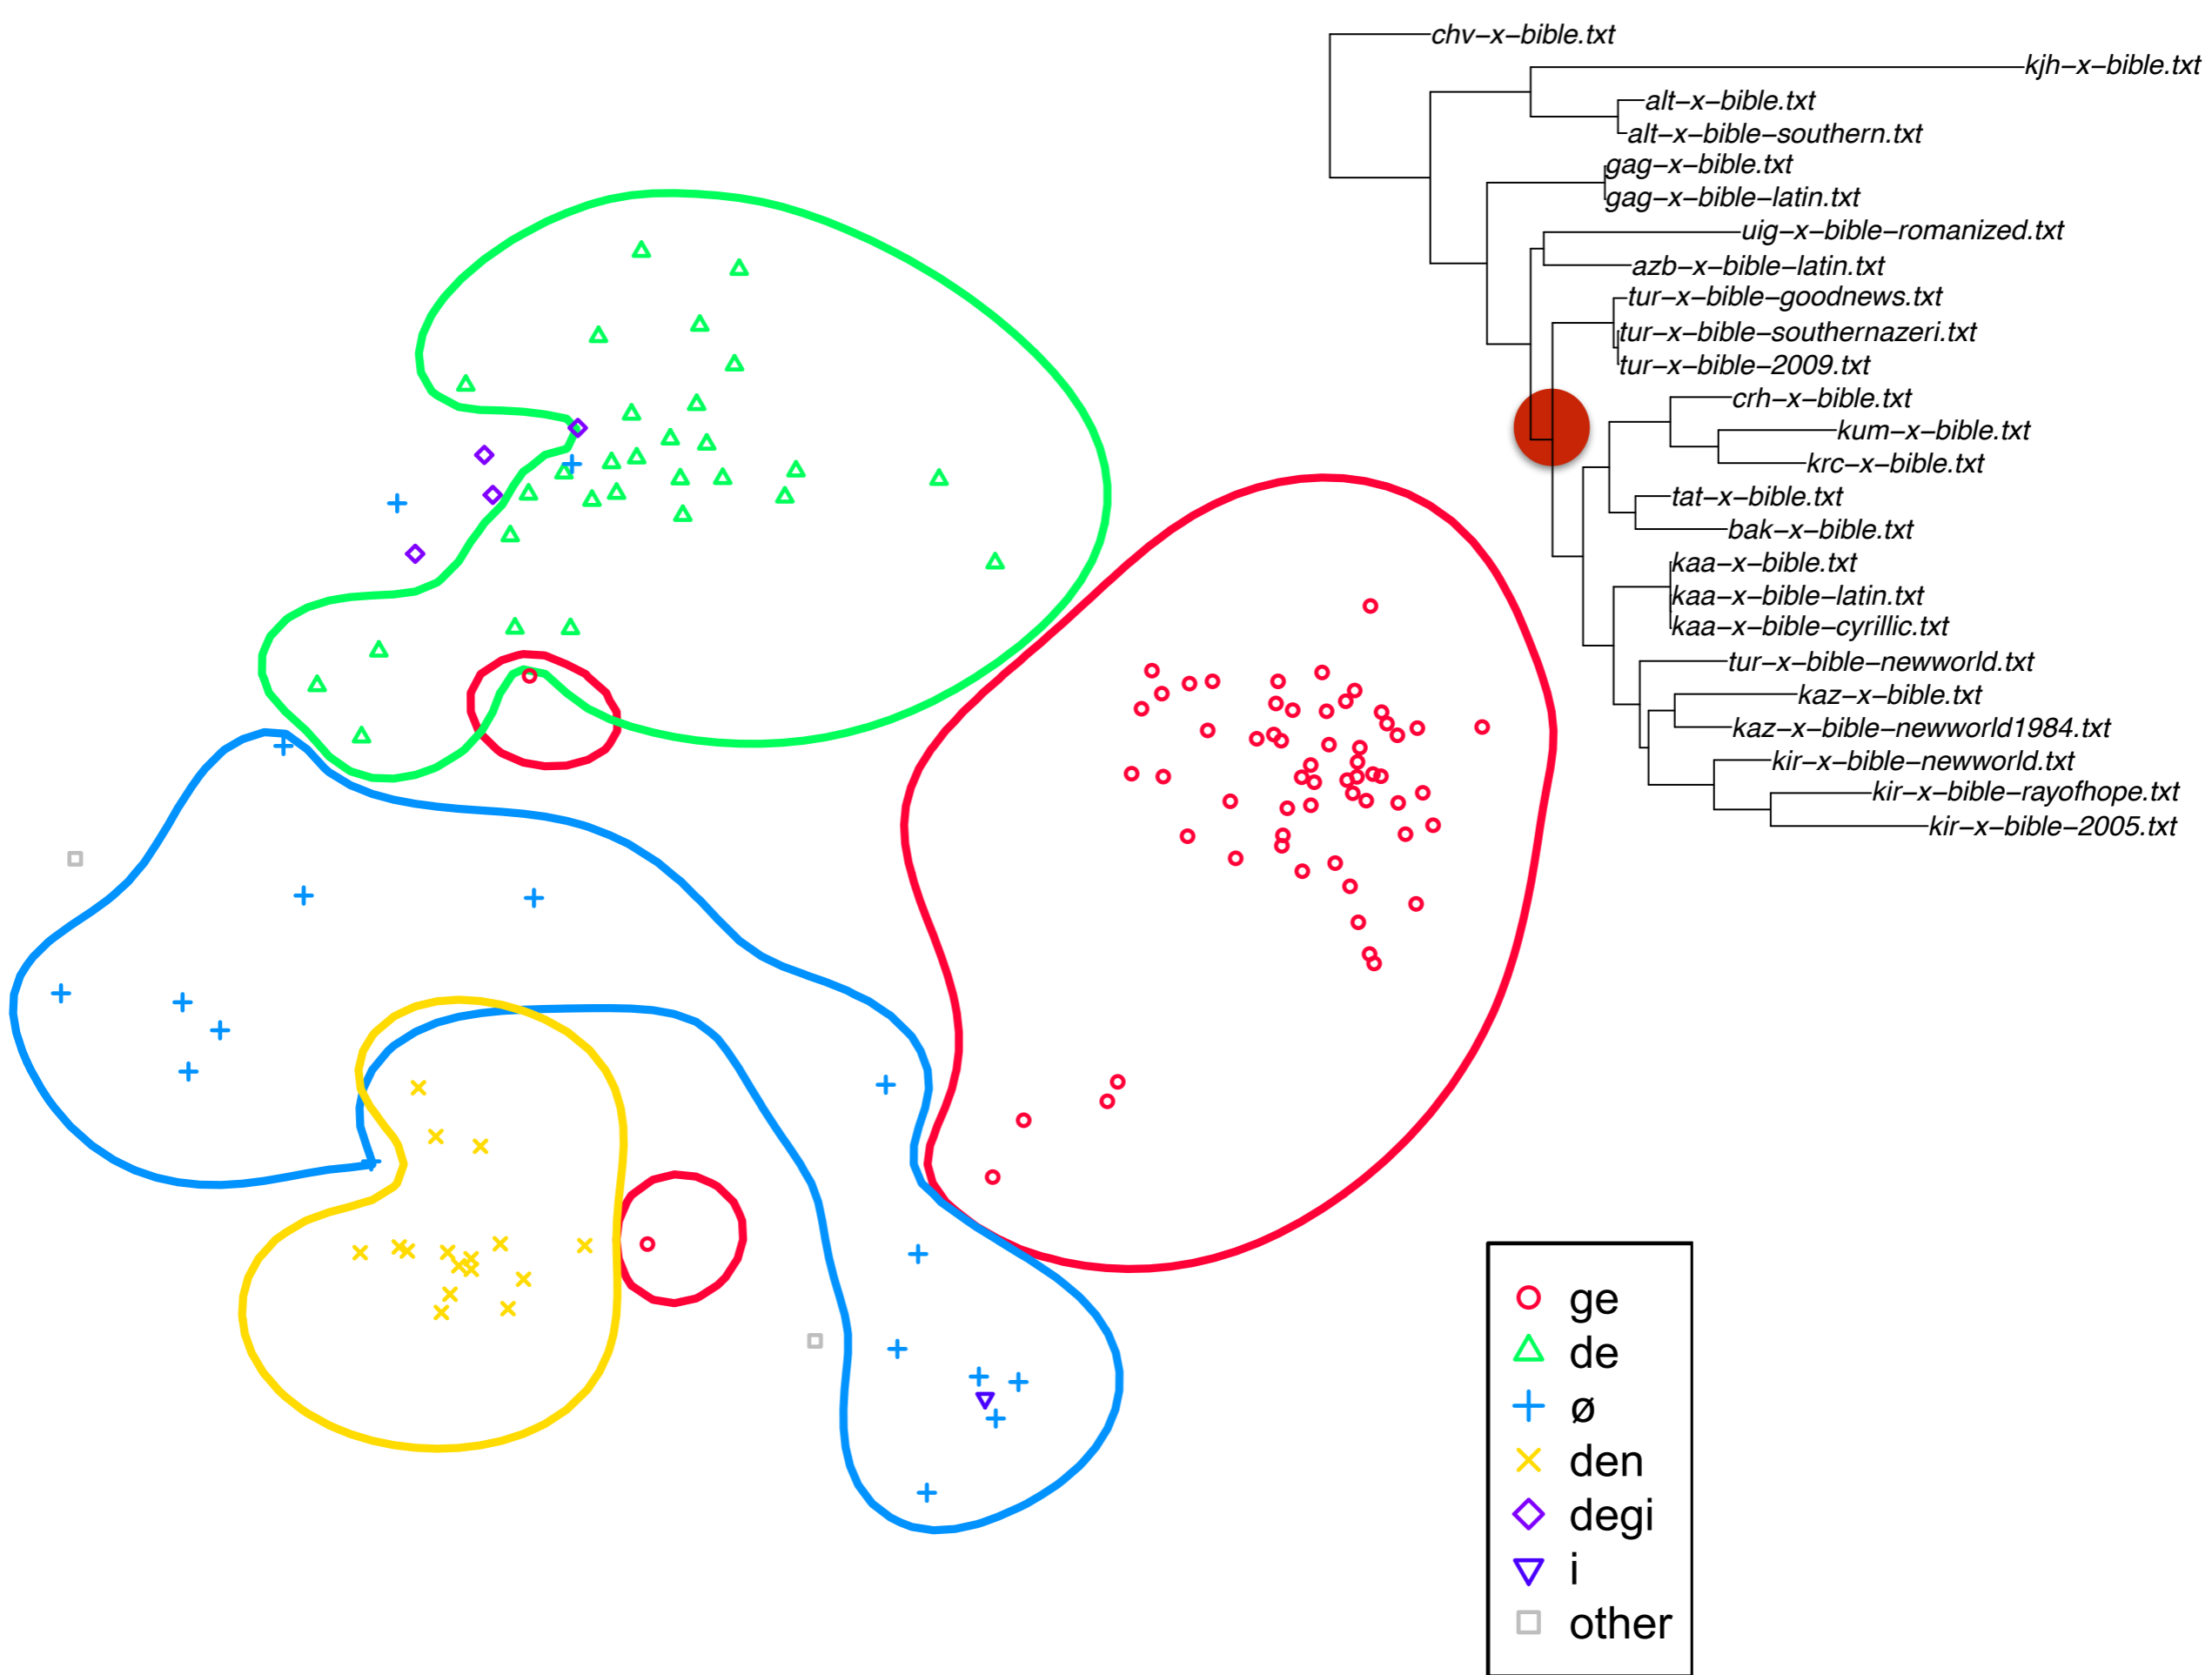 chv−x−bible.txt
kjh−x−bible.txt
alt−x−bible.txt
alt−x−bible−southern.txt
gag−x−bible.txt
gag−x−bible−latin.txt
uig−x−bible−romanized.txt
azb−x−bible−latin.txt
tur−x−bible−goodnews.txt
tur−x−bible−southernazeri.txt
tur−x−bible−2009.txt
crh−x−bible.txt
kum−x−bible.txt
krc−x−bible.txt
tat−x−bible.txt
bak−x−bible.txt
kaa−x−bible.txt
kaa−x−bible−latin.txt
kaa−x−bible−cyrillic.txt
tur−x−bible−newworld.txt
kaz−x−bible.txt
kaz−x−bible−newworld1984.txt
kir−x−bible−newworld.txt
kir−x−bible−rayofhope.txt
kir−x−bible−2005.txt
ge
de
ø
den
degi
i
other